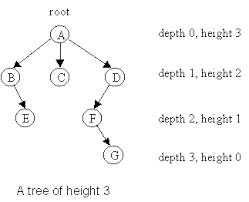 root
A
depth 0, height 3
B
C
D
depth 1, height 2
E
F
depth 2, height 1
G
depth 3, height 0
A tree of height 3